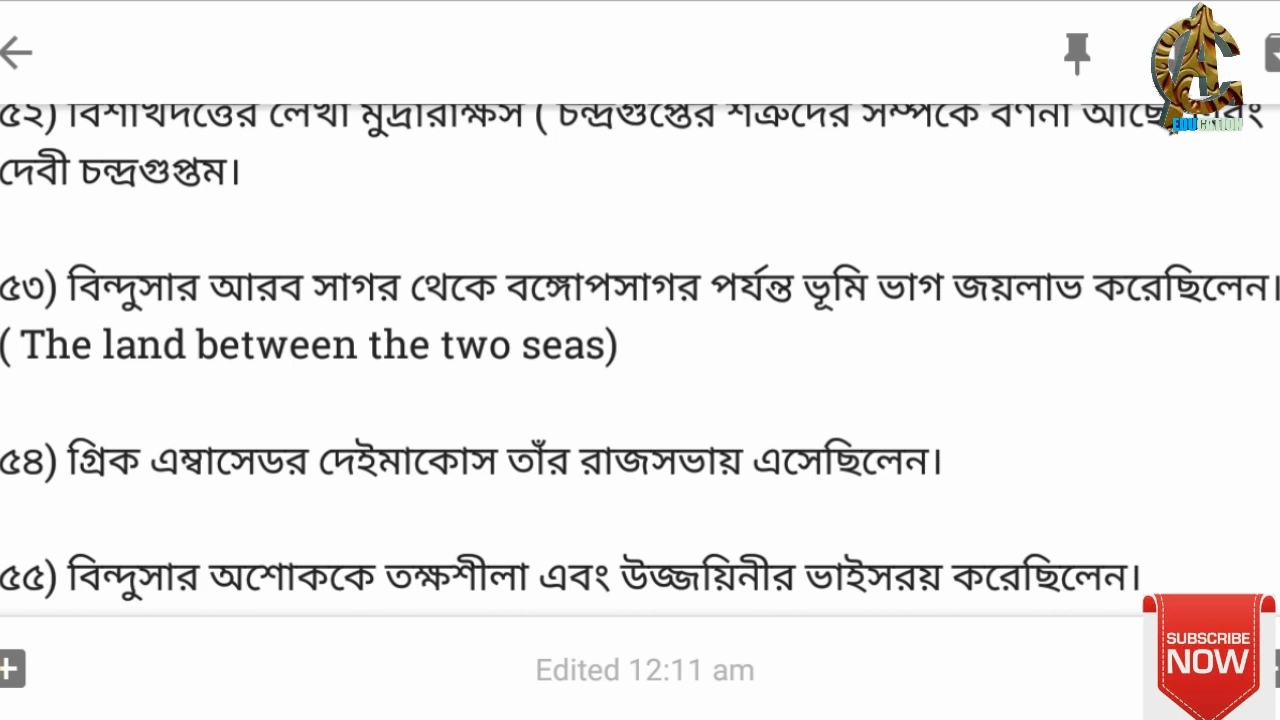 ৫২) বিশাখদত্তের লেখা মুদ্রারাক্ষস ( চন্দ্রগুপ্তের শত্রুদের সম্পর্কে বর্ণনা আছে
দেবী চন্দ্রগুপ্তম।
৫৩) বিন্দুসার আরব সাগর থেকে বঙ্গোপসাগর পর্যন্ত ভূমি ভাগ জয়লাভ করেছিলেন।
( The land between the two seas)
৫৪) গ্রিক এম্বাসেডর দেইমাকোস তাঁর রাজসভায় এসেছিলেন।
৫৫) বিন্দুসার অশোককে তক্ষশীলা এবং উজ্জয়িনীর ভাইসরয় করেছিলেন।
Edited 12:11 am
EDUCATION
SUBSCRIBE
NOW